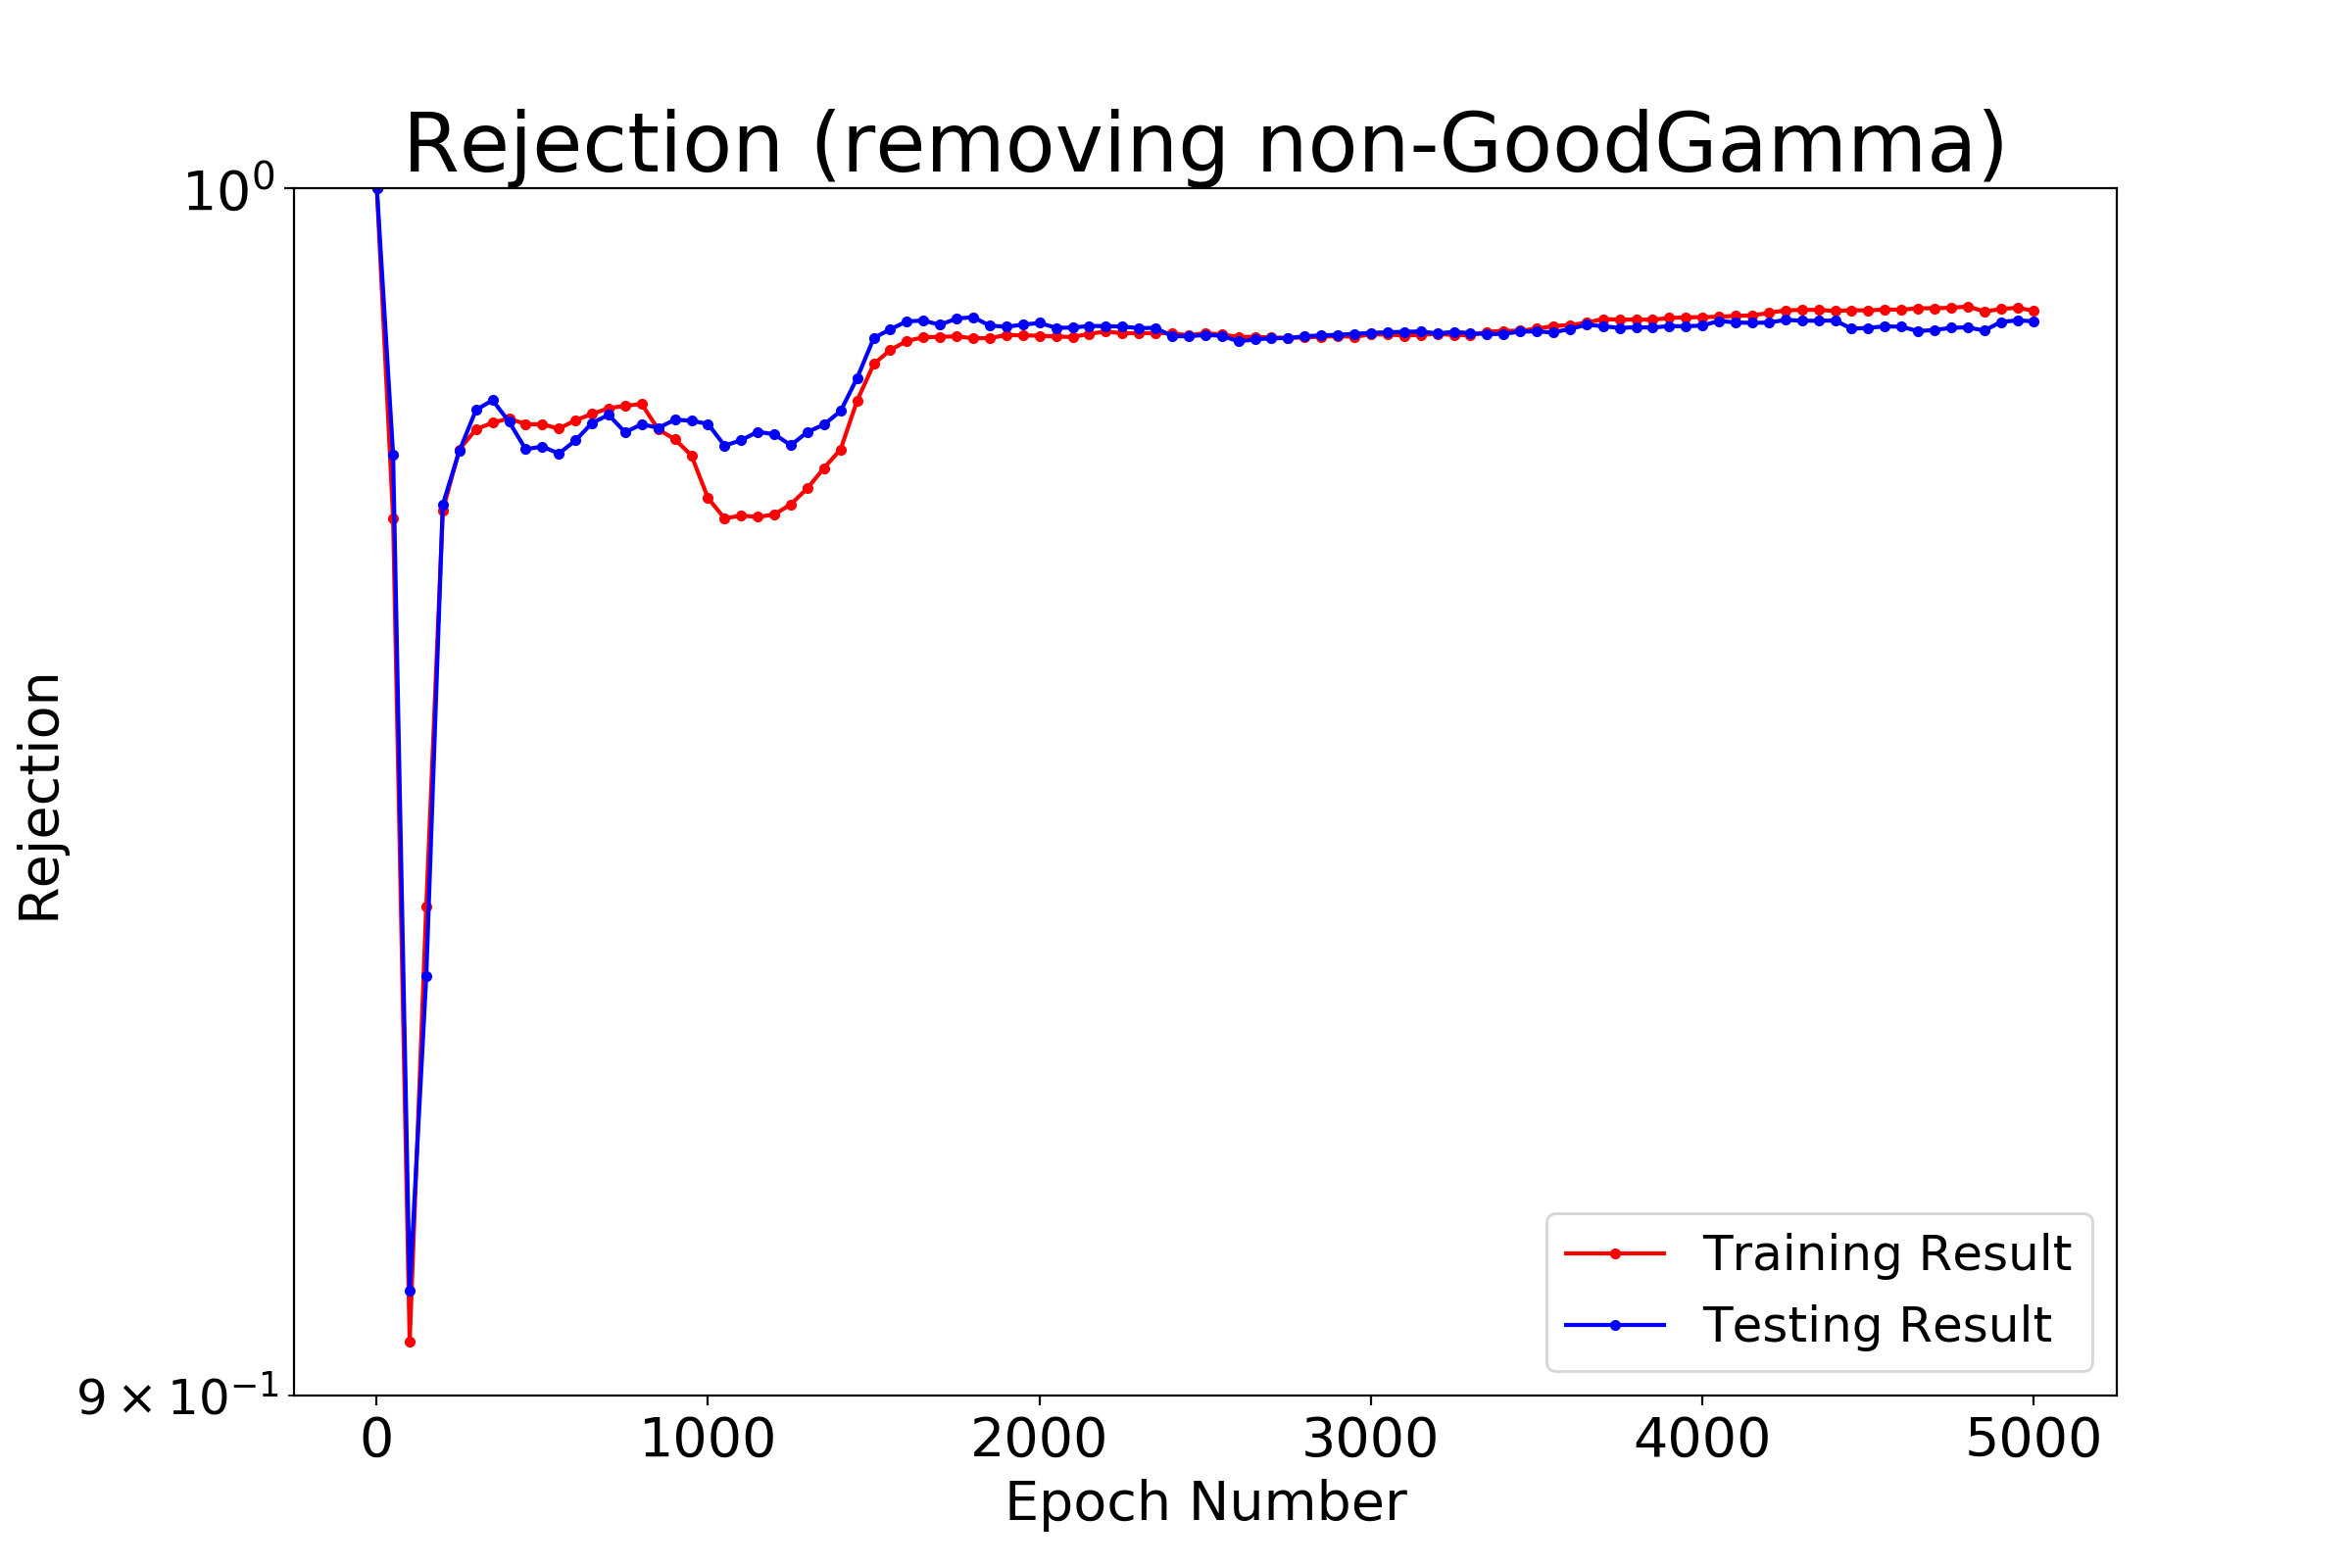 Rejection (removing non-GoodGamma)
10⁰
Rejection
9 × 10⁻¹
Training Result
Testing Result
0 1000 2000 3000 4000 5000
Epoch Number